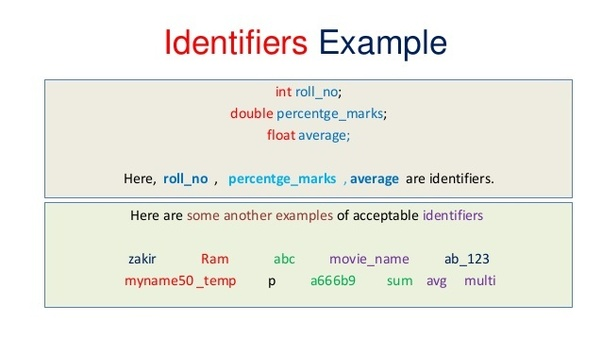 Identifiers Example
int roll_no;
double percentge_marks;
float average;
Here, roll_no , percentge_marks , average are identifiers.
Here are some another examples of acceptable identifiers
zakir Ram abc movie_name ab_123
myname50 _temp p a666b9 sum avg multi